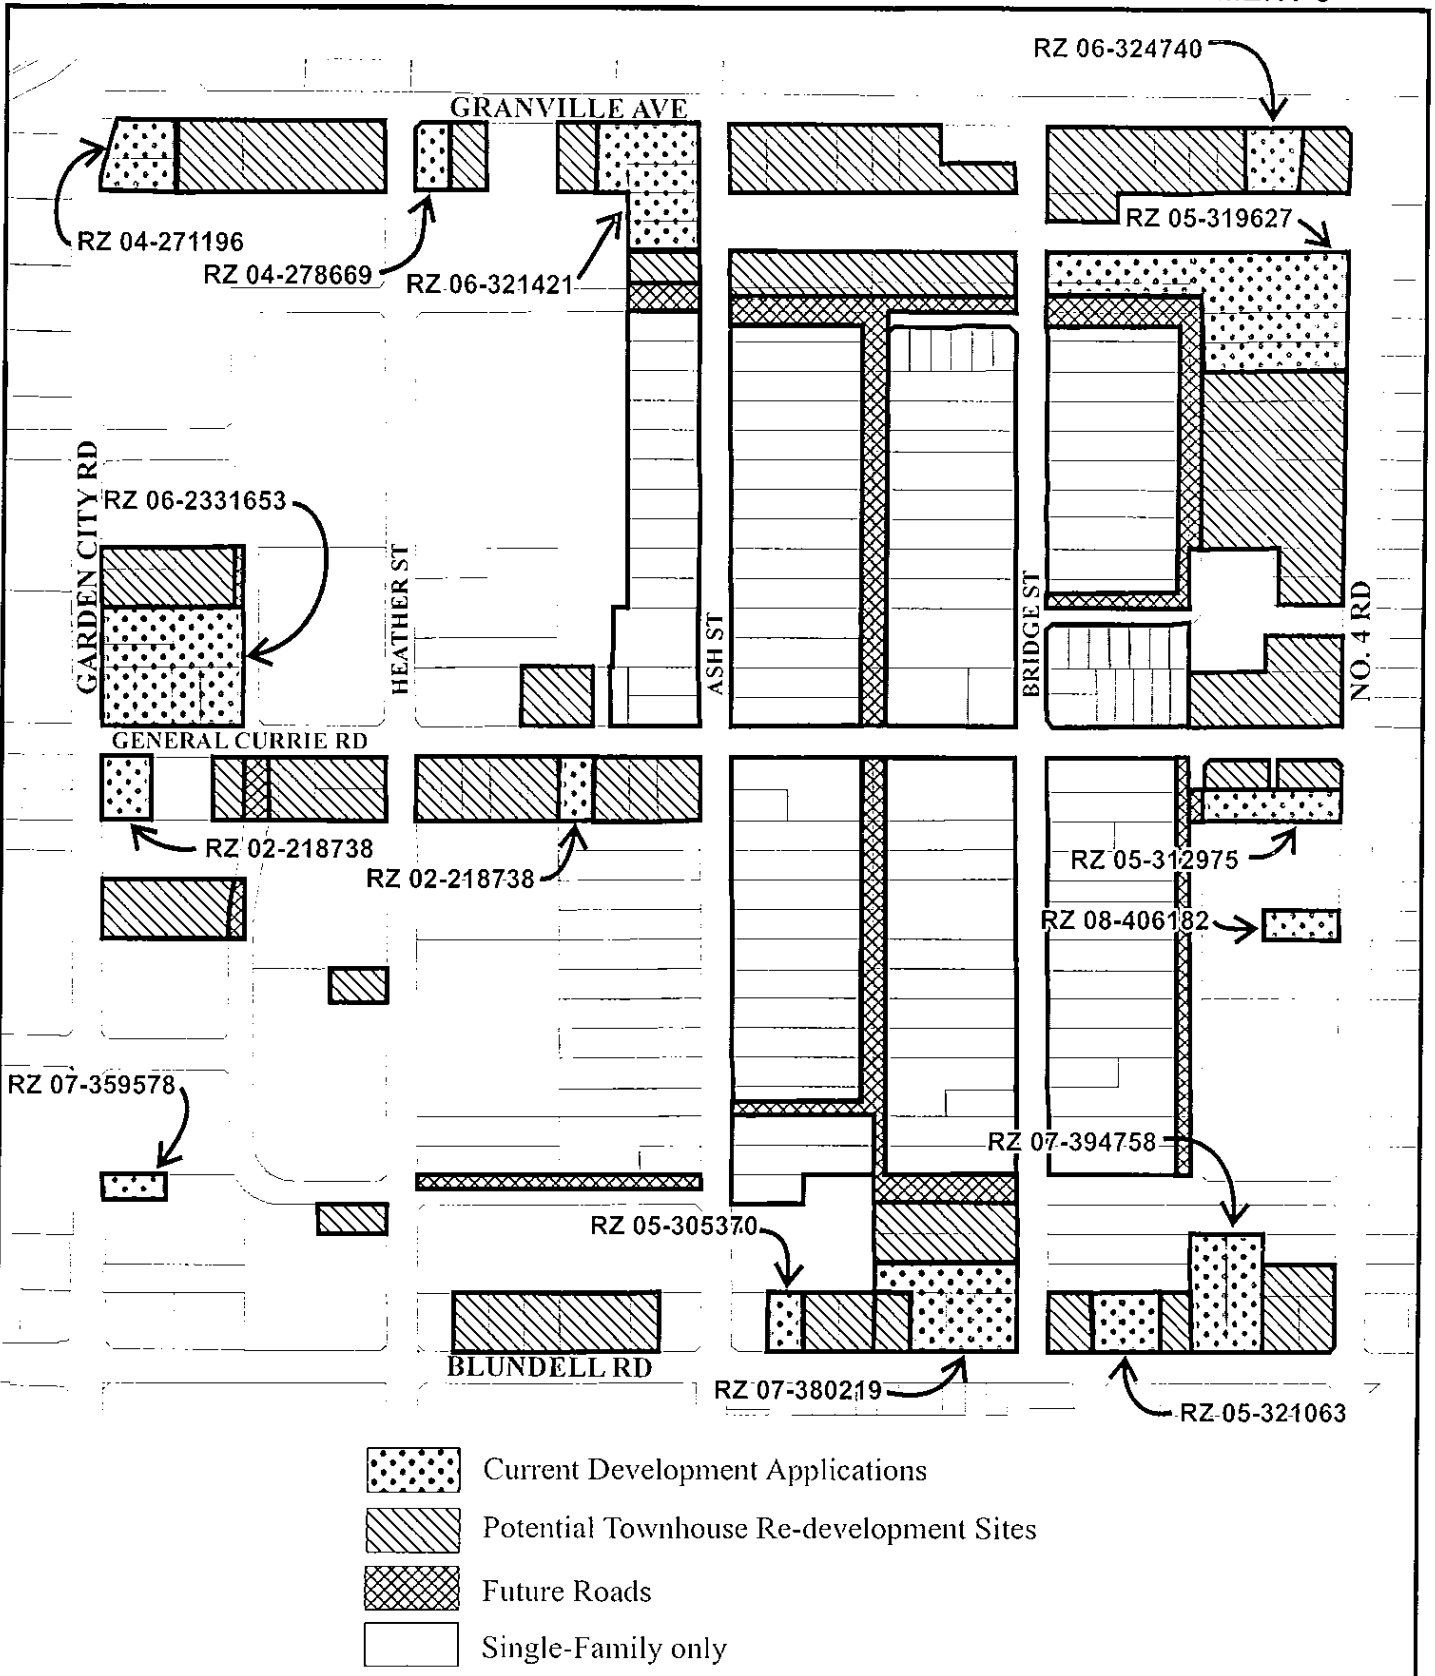 RZ 06-324740
GRANVILLE AVE
RZ 05-319627
RZ 04-271196
RZ 04-278669
RZ 06-321421
GARDEN CITY RD
RZ 06-2331653
HEATHER ST
ASH ST
BRIDGE ST
NO. 4 RD
GENERAL CURRIE RD
RZ 02-218738
RZ 02-218738
RZ 05-312975
RZ 08-406182
RZ 07-359578
RZ 07-394758
RZ 05-305370
BLUNDELL RD
RZ 07-380219
RZ 05-321063
Current Development Applications
Potential Townhouse Re-development Sites
Future Roads
Single-Family only